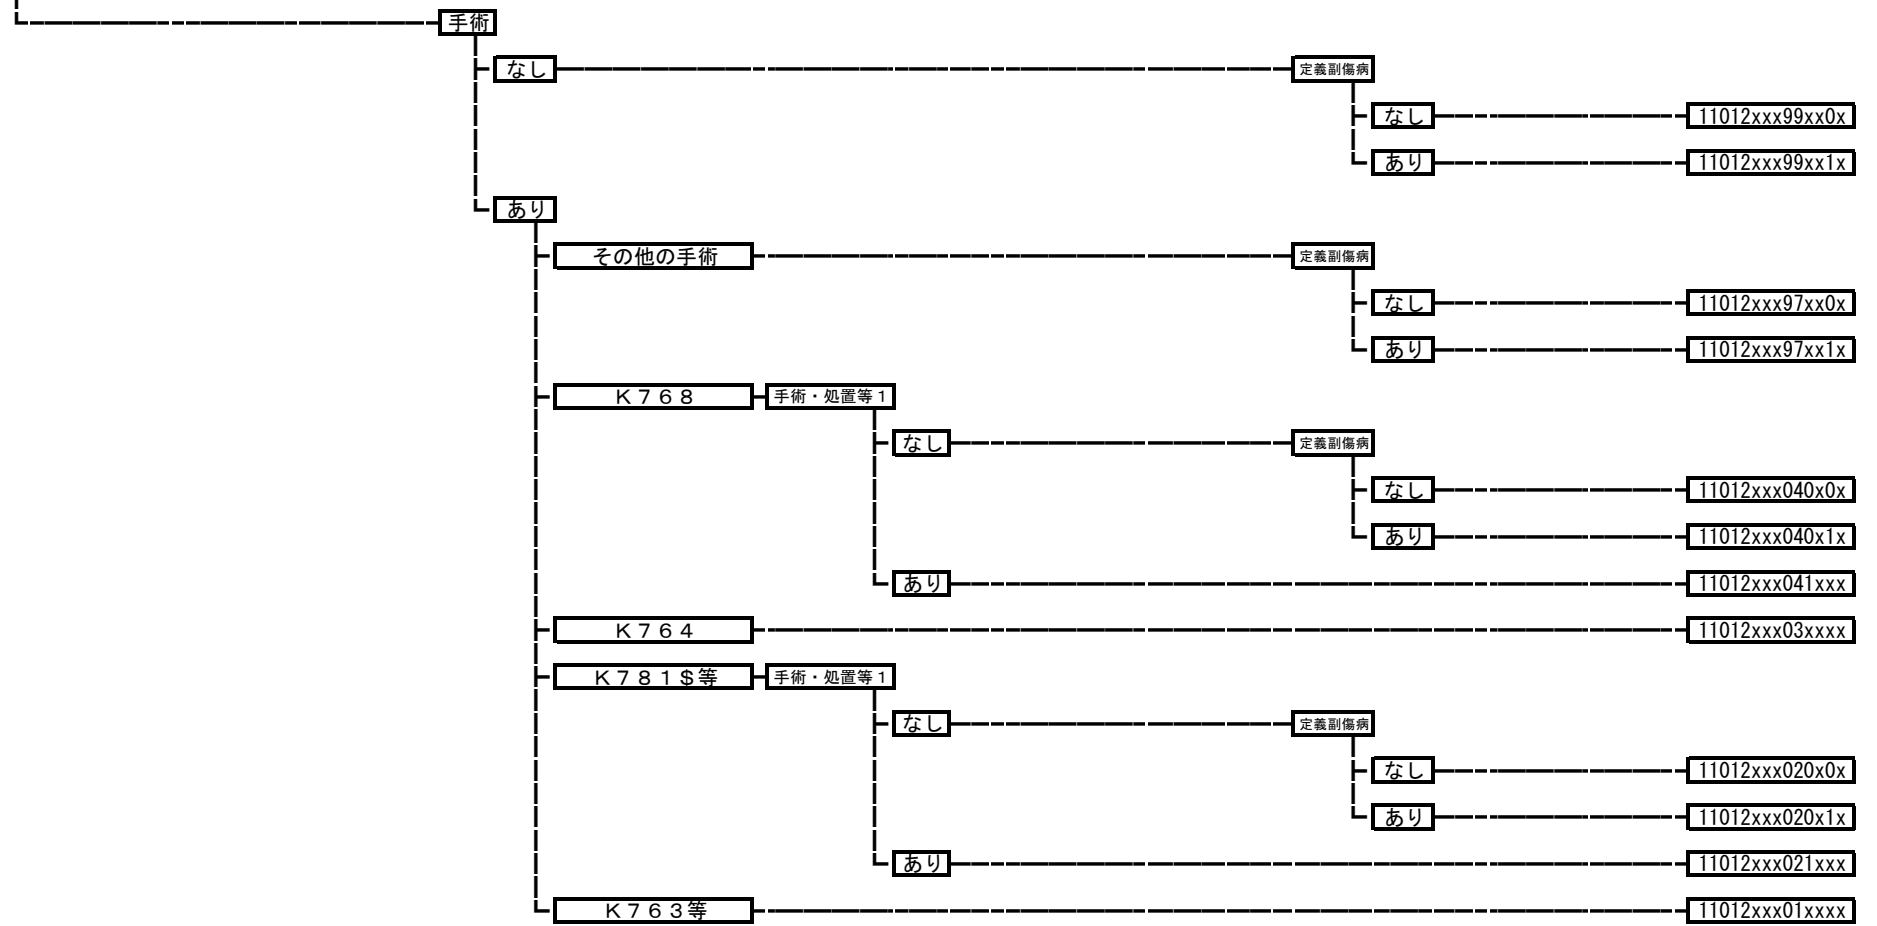 手術
なし 定義副傷病
なし 11012xxx99xx0x
あり 11012xxx99xx1x
あり
その他の手術 定義副傷病
なし 11012xxx97xx0x
あり 11012xxx97xx1x
Ｋ７６８ 手術・処置等１
なし 定義副傷病
なし 11012xxx040x0x
あり 11012xxx040x1x
あり 11012xxx041xxx
Ｋ７６４ 11012xxx03xxxx
Ｋ７８１＄等 手術・処置等１
なし 定義副傷病
なし 11012xxx020x0x
あり 11012xxx020x1x
あり 11012xxx021xxx
Ｋ７６３等 11012xxx01xxxx